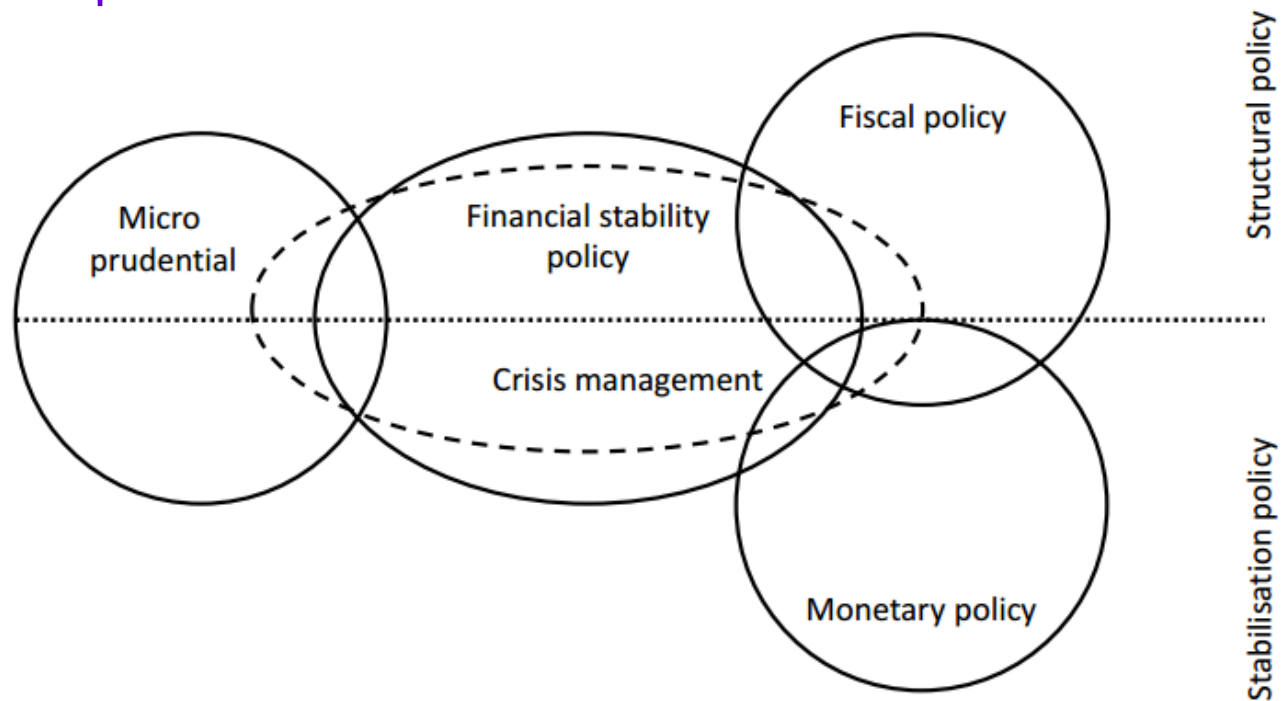 Fiscal policy
Structural policy
Micro
prudential
Financial stability
policy
Crisis management
Monetary policy
Stabilisation policy